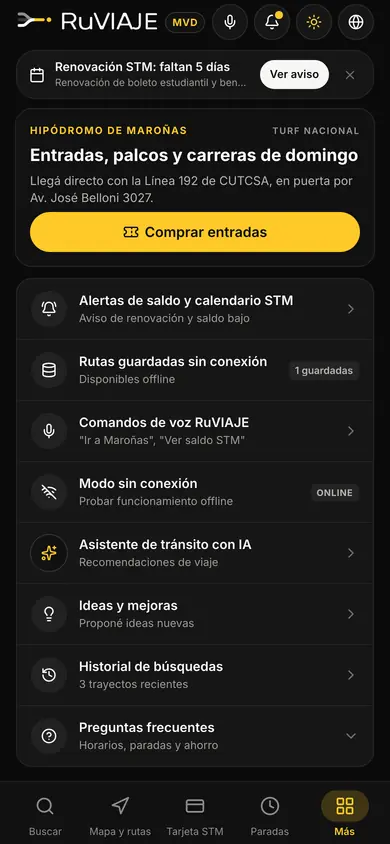 RuVIAJE MVD
Renovación STM: faltan 5 días
Renovación de boleto estudiantil y ben...
Ver aviso
HIPÓDROMO DE MAROÑAS
TURF NACIONAL
Entradas, palcos y carreras de domingo
Llegá directo con la Línea 192 de CUTCSA, en puerta por
Av. José Belloni 3027.
Comprar entradas
Alertas de saldo y calendario STM
Aviso de renovación y saldo bajo
Rutas guardadas sin conexión
Disponibles offline
1 guardadas
Comandos de voz RuVIAJE
"Ir a Maroñas", "Ver saldo STM"
Modo sin conexión
Probar funcionamiento offline
ONLINE
Asistente de tránsito con IA
Recomendaciones de viaje
Ideas y mejoras
Proponé ideas nuevas
Historial de búsquedas
3 trayectos recientes
Preguntas frecuentes
Horarios, paradas y ahorro
Buscar
Mapa y rutas
Tarjeta STM
Paradas
Más